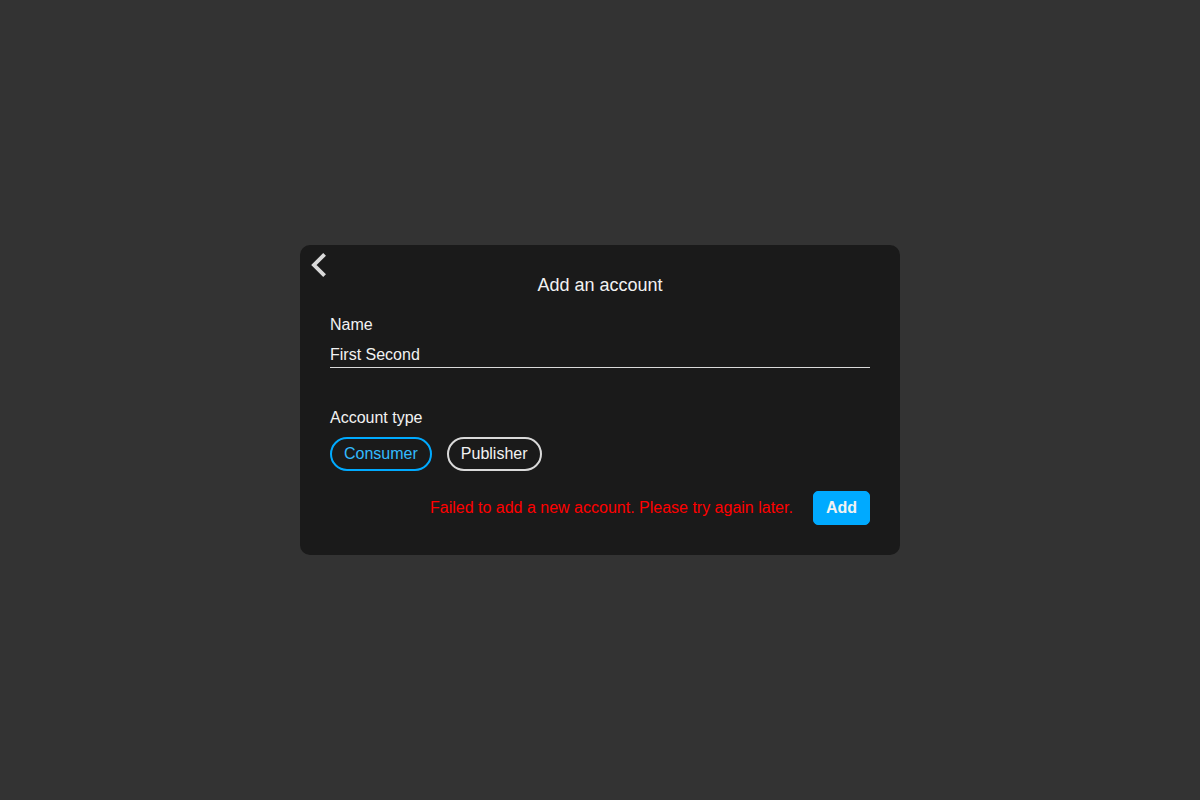 Add an account
Name
First Second
Account type
Consumer Publisher
Failed to add a new account. Please try again later. Add